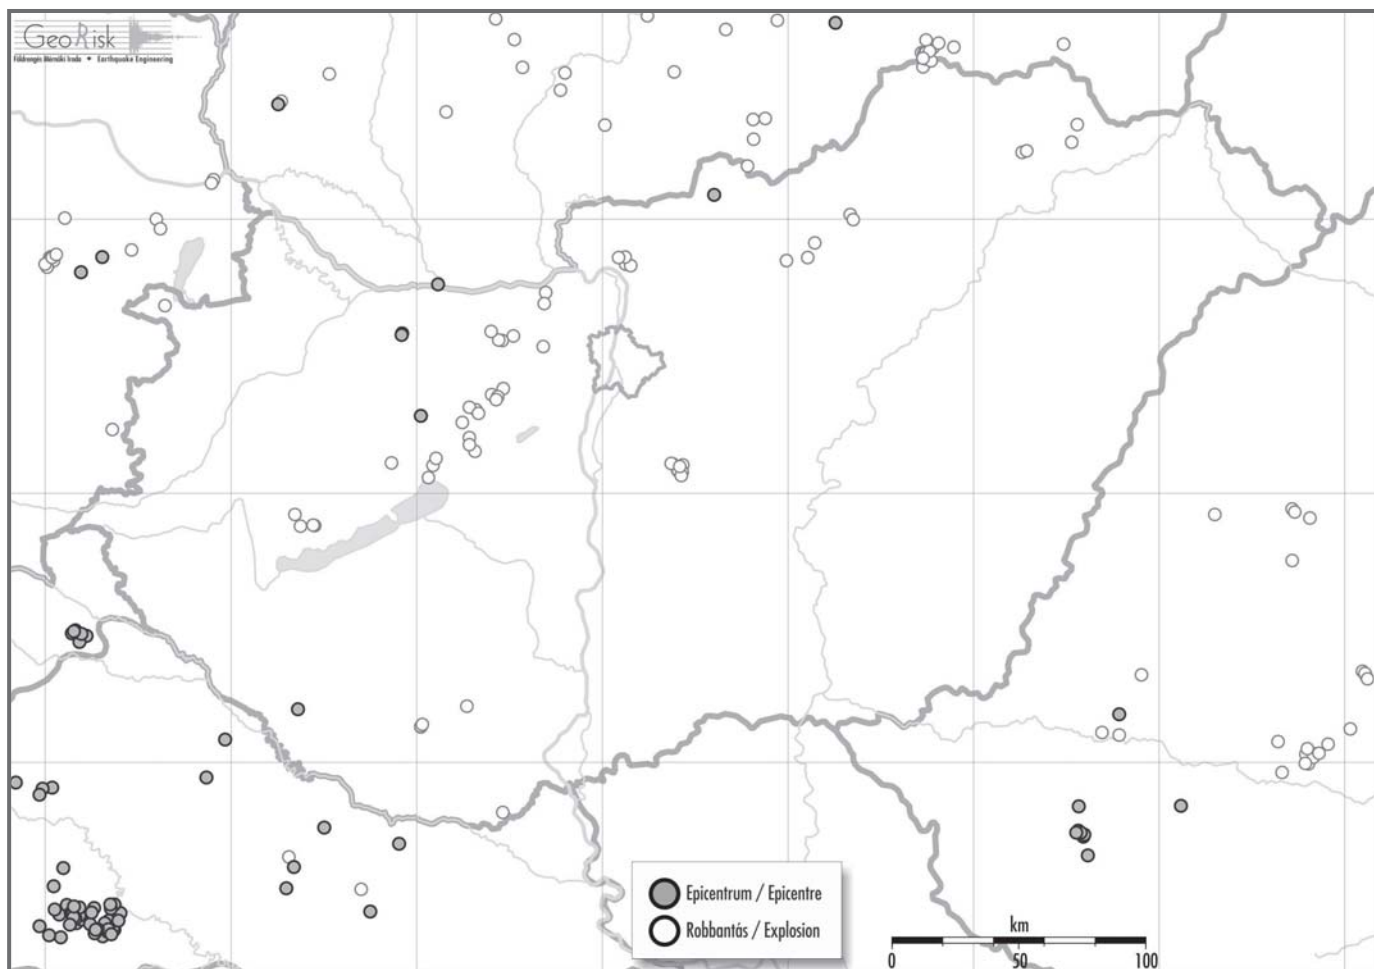 GeoRisk
Földrengés Mérnöki Iroda • Earthquake Engineering
Epicentrum / Epicentre
Robbantás / Explosion
km
0 50 100